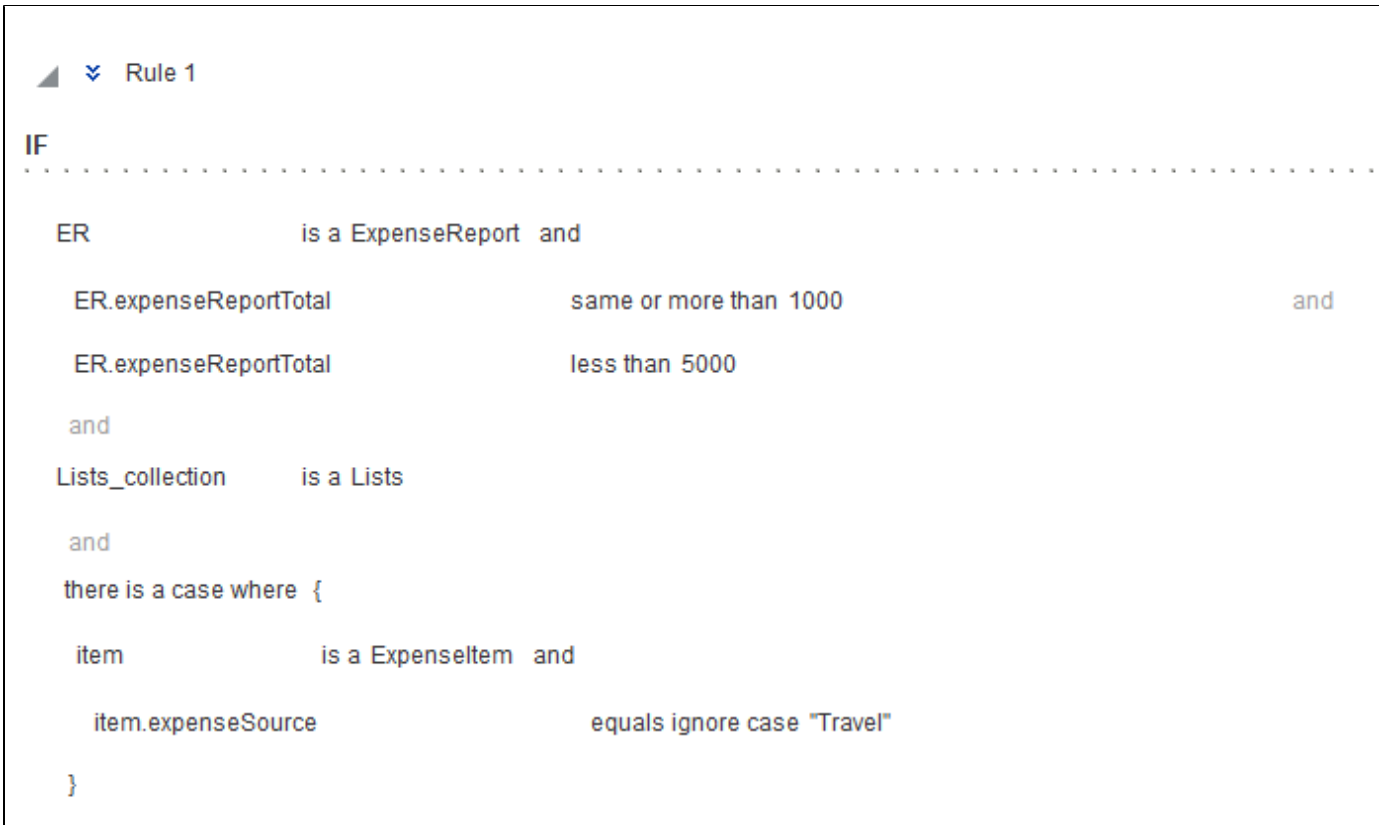 Rule 1
IF
ER is a ExpenseReport and
ER.expenseReportTotal same or more than 1000 and
ER.expenseReportTotal less than 5000
and
Lists_collection is a Lists
and
there is a case where {
item is a ExpenseItem and
item.expenseSource equals ignore case "Travel"
}